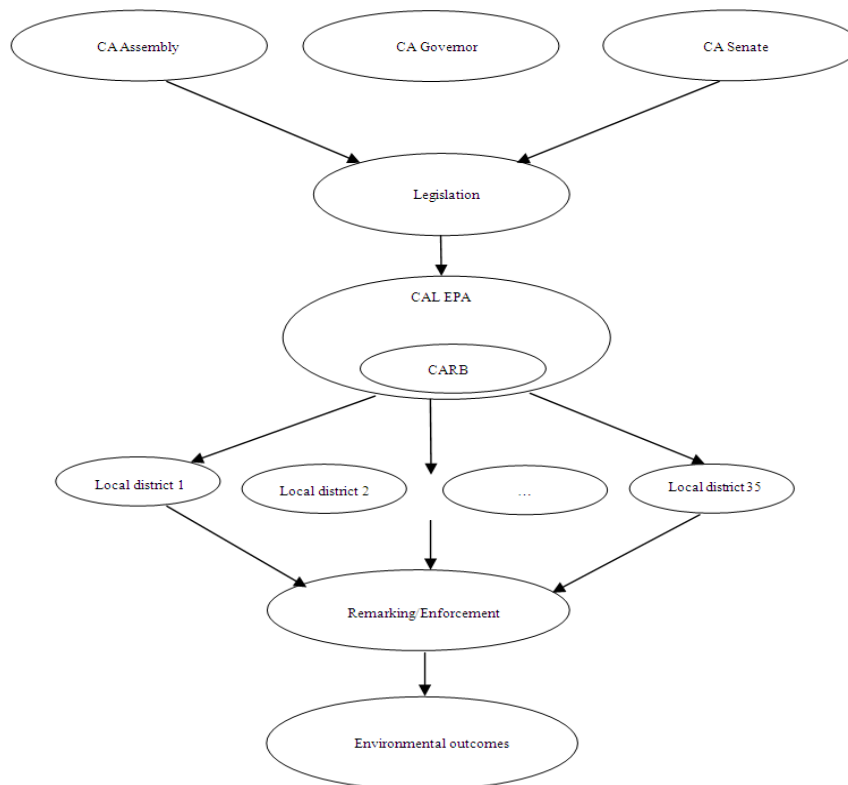 CA Assembly
CA Governor
CA Senate
Legislation
CAL EPA
CARB
Local district 1
Local district 2
...
Local district 35
Remarking/Enforcement
Environmental outcomes